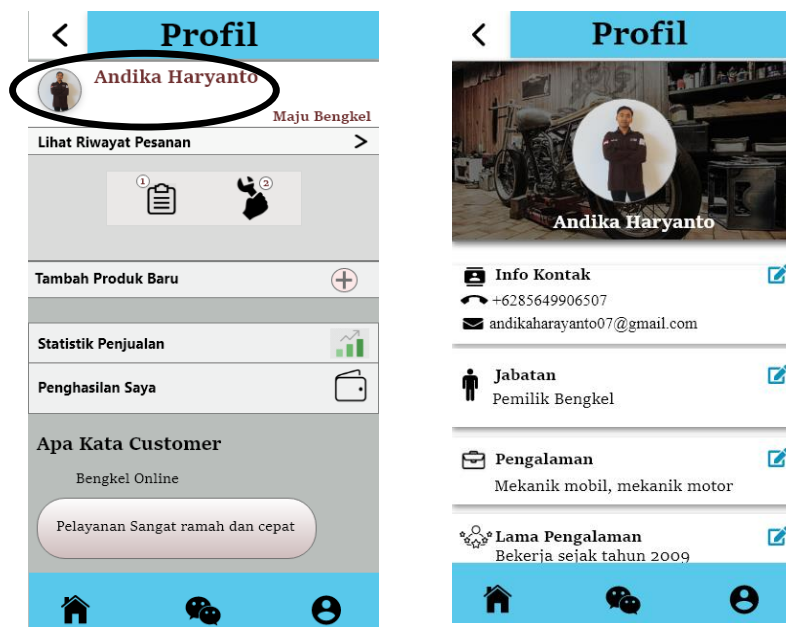 Profil
Andika Haryanto
Maju Bengkel
Lihat Riwayat Pesanan
1
2
Tambah Produk Baru
Statistik Penjualan
Penghasilan Saya
Apa Kata Customer
Bengkel Online
Pelayanan Sangat ramah dan cepat
Profil
Andika Haryanto
Info Kontak
+6285649906507
andikaharayanto07@gmail.com
Jabatan
Pemilik Bengkel
Pengalaman
Mekanik mobil, mekanik motor
Lama Pengalaman
Bekerja sejak tahun 2009